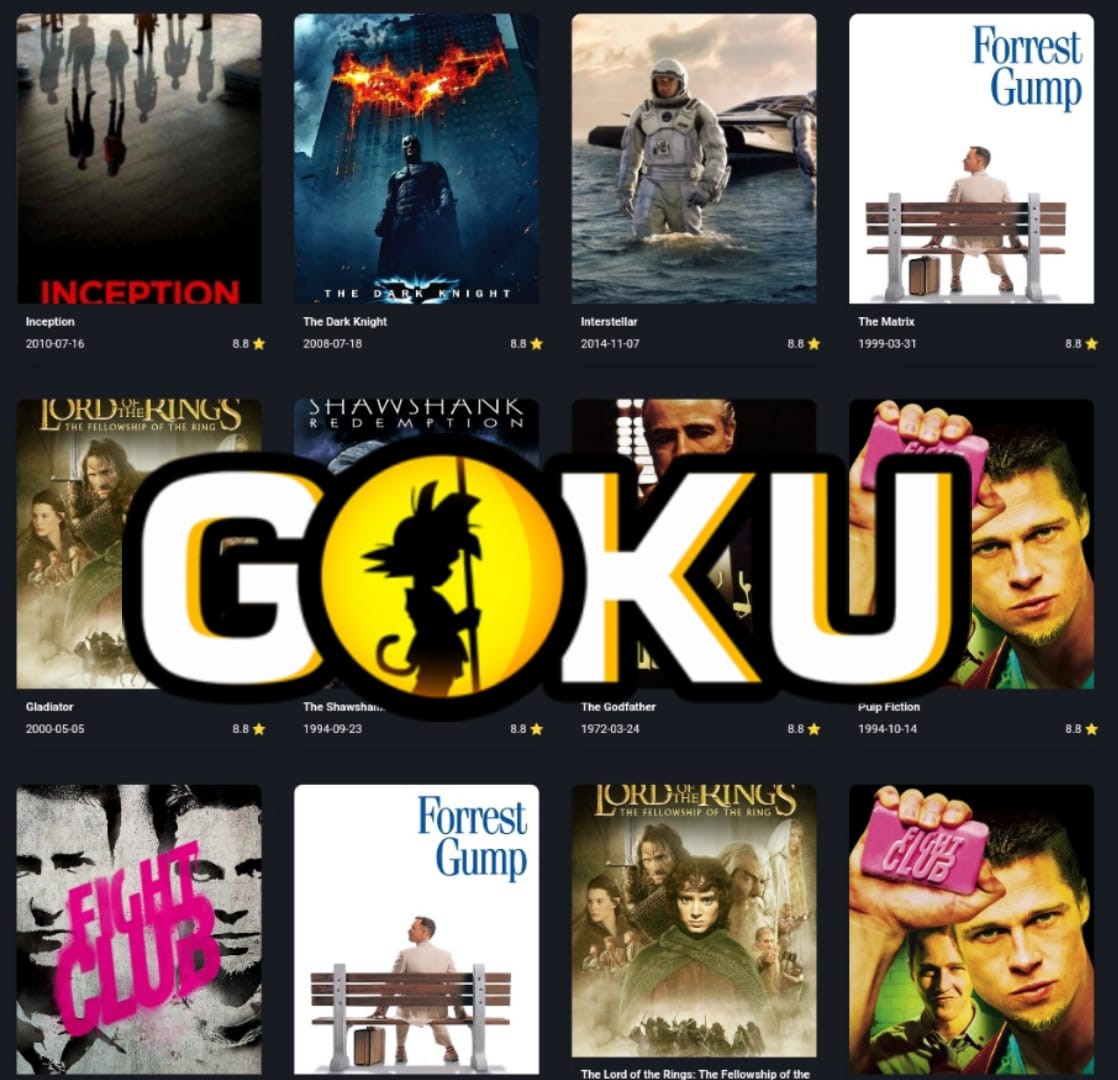 Forrest
Gump
INCEPTION
THE DARK KNIGHT
Inception
The Dark Knight
Interstellar
The Matrix
2010-07-16
8.8
2008-07-18
8.8
2014-11-07
8.8
1999-03-31
8.8
LORD OF THE RINGS
THE FELLOWSHIP OF THE RING
SHAWSHANK
REDEMPTION
GOKU
Gladiator
The Shawshan
The Godfather
Pulp Fiction
2000-05-05
8.8
1994-09-23
8.8
1972-03-24
8.8
1994-10-14
8.8
FIGHT
CLUB
Forrest
Gump
LORD OF THE RINGS
THE FELLOWSHIP OF THE RING
FIGHT
CLUB
The Lord of the Rings: The Fellowship of the